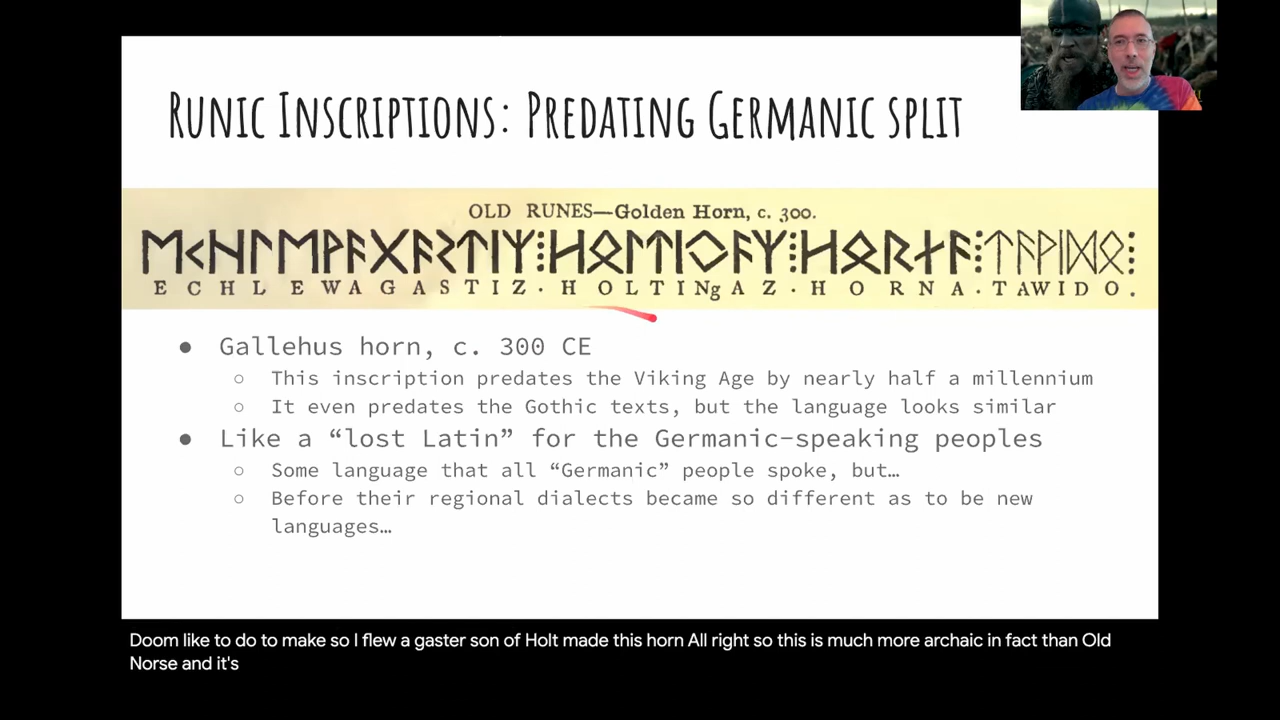 Runic Inscriptions: Predating Germanic split
OLD RUNES—Golden Horn, c. 300.
ᛖᚲᚺᛚᛖᚹᚨᚷᚨᛊᛏᛁᛉ⁝ᚺᛟᛚᛏᛁᛜᚨᛉ⁝ᚺᛟᚱᚾᚨ⁝ᛏᚨᚹᛁᛞᛟ⁝
E C H L E W A G A S T I Z · H O L T I Ng A Z · H O R N A · T A W I D O .
● Gallehus horn, c. 300 CE
○ This inscription predates the Viking Age by nearly half a millennium
○ It even predates the Gothic texts, but the language looks similar
● Like a “lost Latin” for the Germanic-speaking peoples
○ Some language that all “Germanic” people spoke, but…
○ Before their regional dialects became so different as to be new
languages…
Doom like to do to make so I flew a gaster son of Holt made this horn All right so this is much more archaic in fact than Old
Norse and it's